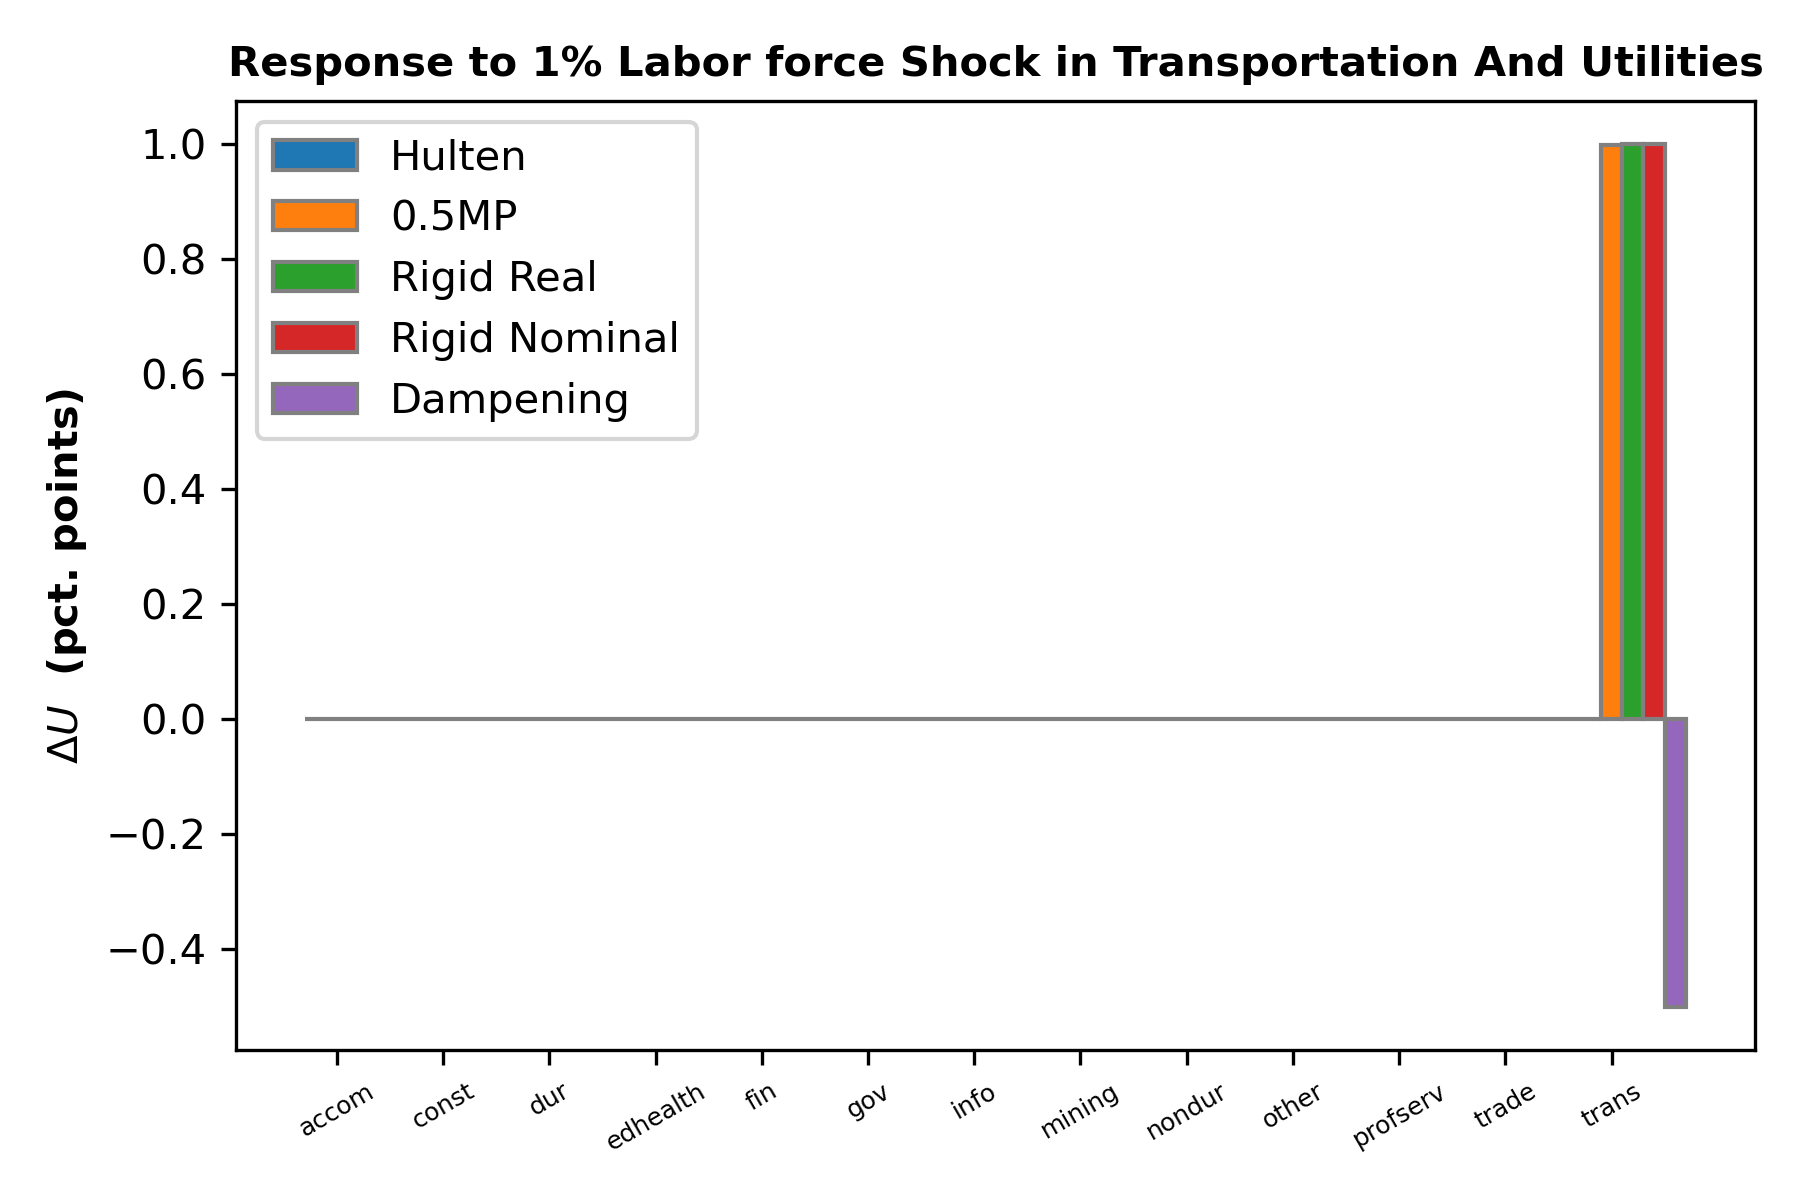 Response to 1% Labor force Shock in Transportation And Utilities
Hulten
0.5MP
Rigid Real
Rigid Nominal
Dampening
ΔU (pct. points)
1.0
0.8
0.6
0.4
0.2
0.0
−0.2
−0.4
accom const dur edhealth fin gov info mining nondur other profserv trade trans